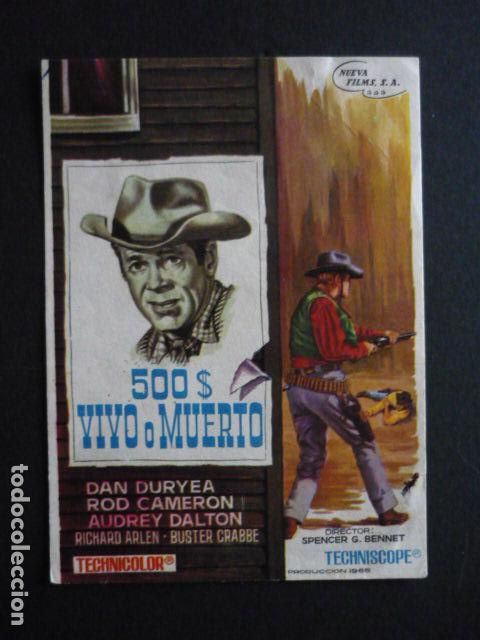 NUEVA
FILMS, S.A.
500 $
VIVO o MUERTO
DAN DURYEA
ROD CAMERON
AUDREY DALTON
RICHARD ARLEN - BUSTER CRABBE
TECHNICOLOR®
DIRECTOR:
SPENCER G. BENNET
TECHNISCOPE®
PRODUCCION 1965
todocoleccion